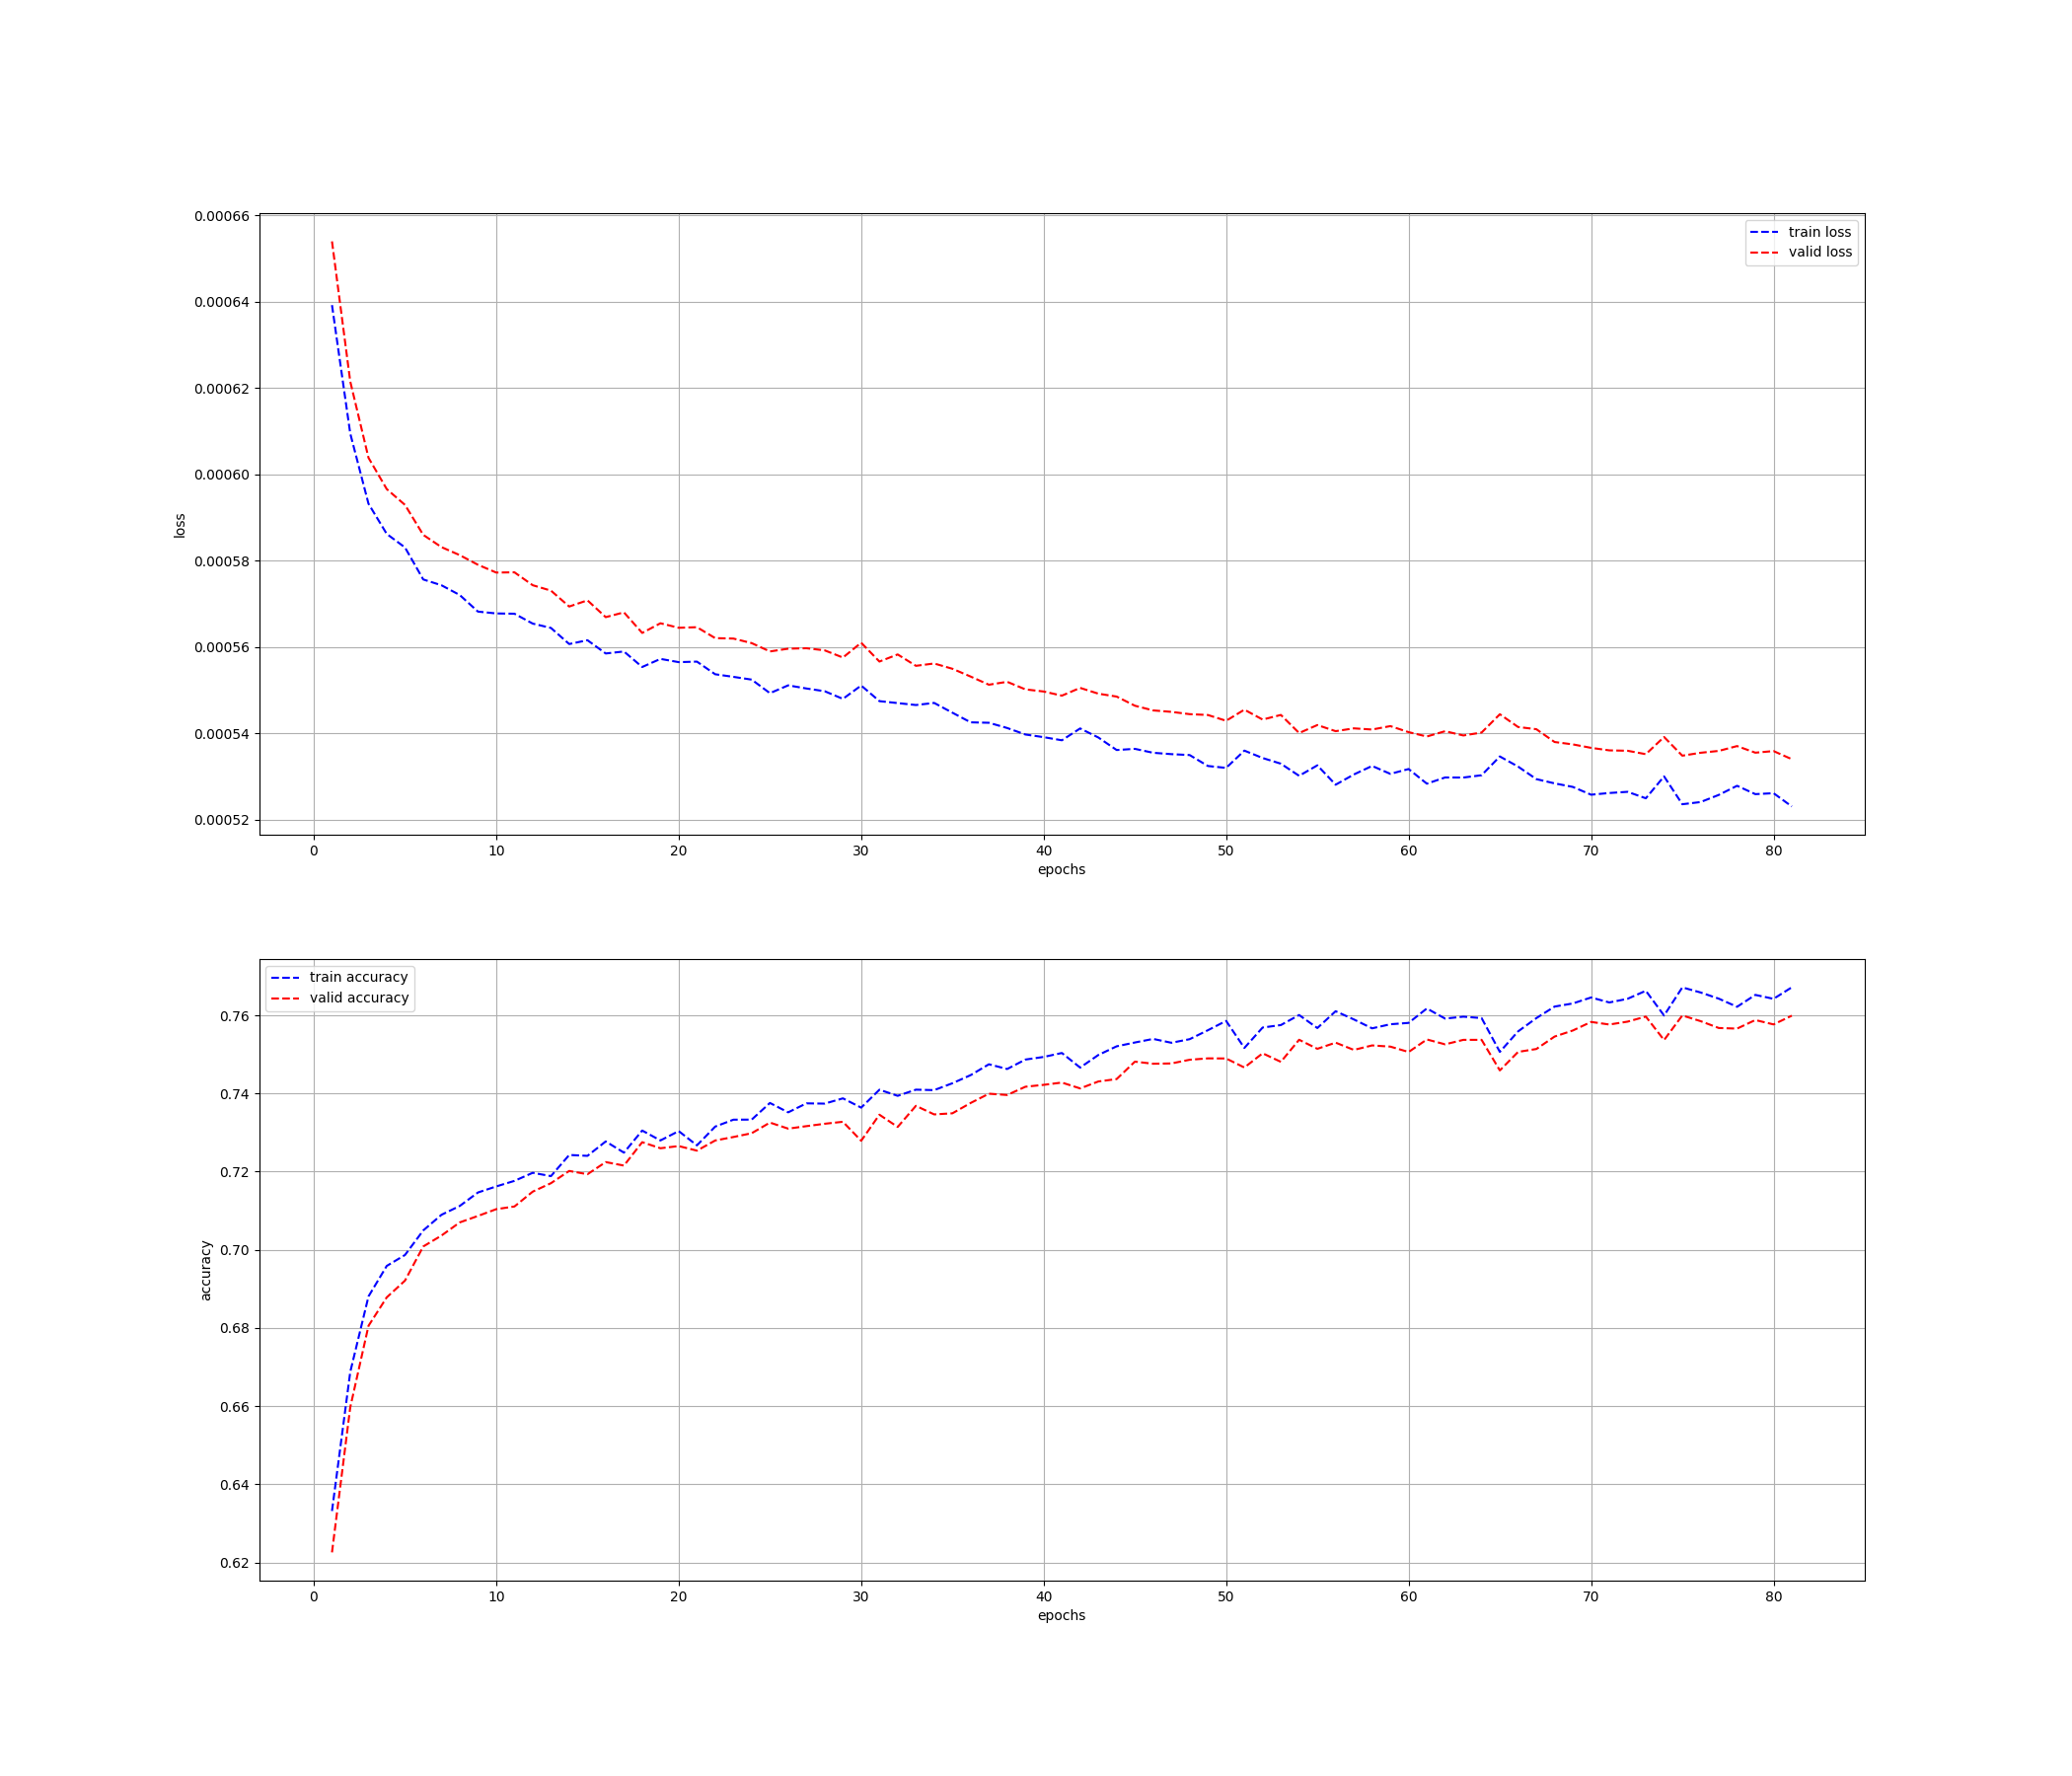 0.00066
0.00064
0.00062
0.00060
0.00058
0.00056
0.00054
0.00052
loss
train loss
valid loss
0 10 20 30 40 50 60 70 80
epochs
train accuracy
valid accuracy
0.76
0.74
0.72
0.70
0.68
0.66
0.64
0.62
accuracy
0 10 20 30 40 50 60 70 80
epochs